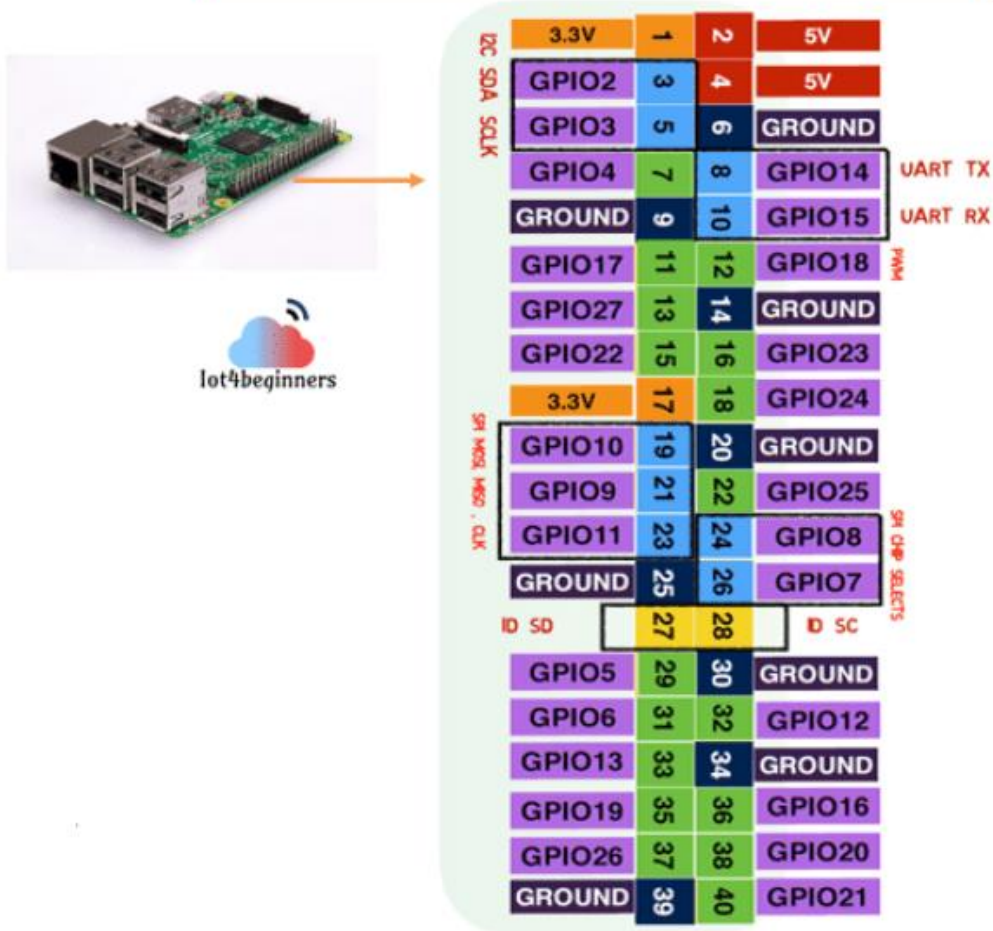 I2C SDA SCLK
3.3V 1 2 5V
GPIO2 3 4 5V
GPIO3 5 6 GROUND
GPIO4 7 8 GPIO14 UART TX
GROUND 9 10 GPIO15 UART RX
GPIO17 11 12 GPIO18 PWM
GPIO27 13 14 GROUND
GPIO22 15 16 GPIO23
3.3V 17 18 GPIO24
SPI MOSI, MISO , CLK
GPIO10 19 20 GROUND
GPIO9 21 22 GPIO25
GPIO11 23 24 GPIO8
GROUND 25 26 GPIO7
SPI CHIP SELECTS
ID SD 27 28 ID SC
GPIO5 29 30 GROUND
GPIO6 31 32 GPIO12
GPIO13 33 34 GROUND
GPIO19 35 36 GPIO16
GPIO26 37 38 GPIO20
GROUND 39 40 GPIO21
Iot4beginners